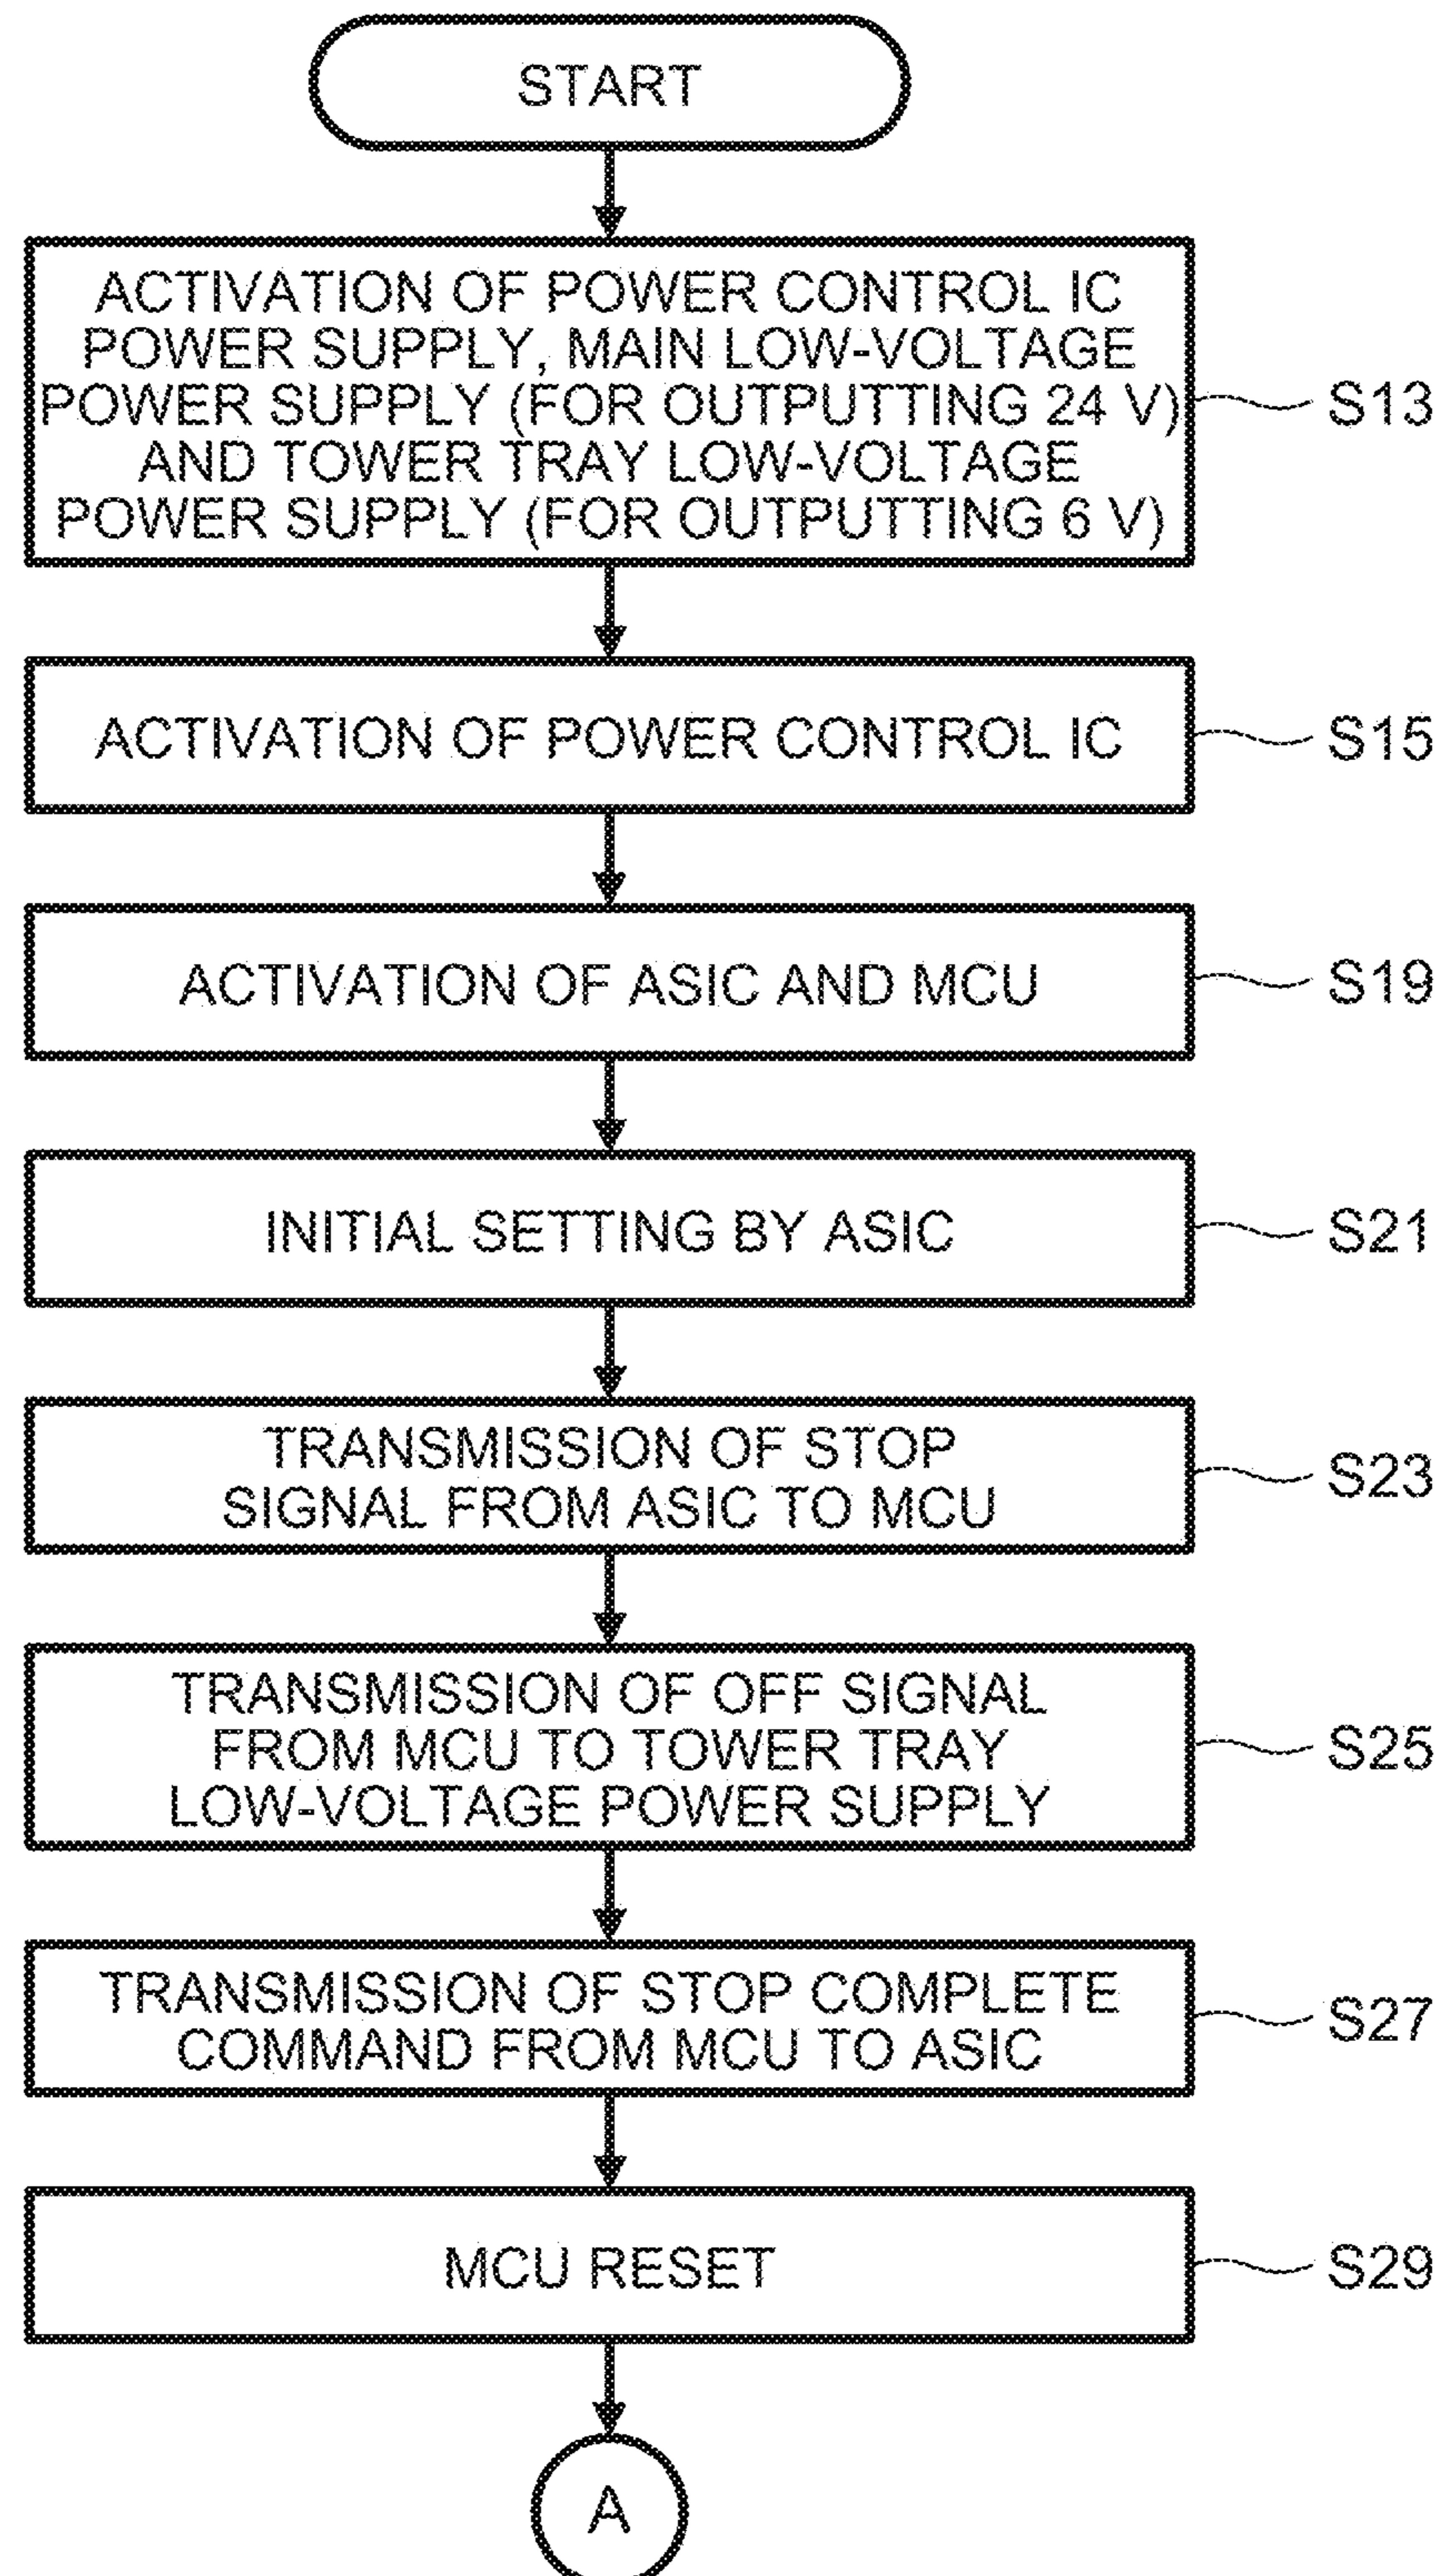 START
ACTIVATION OF POWER CONTROL IC
POWER SUPPLY, MAIN LOW-VOLTAGE
POWER SUPPLY (FOR OUTPUTTING 24 V)
AND TOWER TRAY LOW-VOLTAGE
POWER SUPPLY (FOR OUTPUTTING 6 V)
S13
ACTIVATION OF POWER CONTROL IC
S15
ACTIVATION OF ASIC AND MCU
S19
INITIAL SETTING BY ASIC
S21
TRANSMISSION OF STOP
SIGNAL FROM ASIC TO MCU
S23
TRANSMISSION OF OFF SIGNAL
FROM MCU TO TOWER TRAY
LOW-VOLTAGE POWER SUPPLY
S25
TRANSMISSION OF STOP COMPLETE
COMMAND FROM MCU TO ASIC
S27
MCU RESET
S29
A